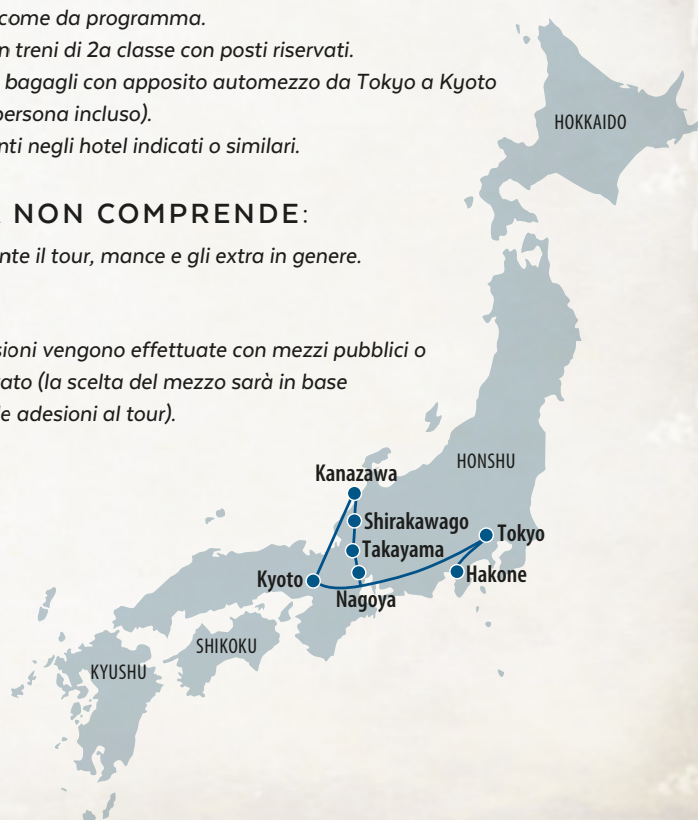 come da programma.
n treni di 2a classe con posti riservati.
bagagli con apposito automezzo da Tokyo a Kyoto
persona incluso).
nti negli hotel indicati o similari.
NON COMPRENDE:
nte il tour, mance e gli extra in genere.
sioni vengono effettuate con mezzi pubblici o
ato (la scelta del mezzo sarà in base
e adesioni al tour).
HOKKAIDO
HONSHU
Kanazawa
Shirakawago
Tokyo
Takayama
Hakone
Kyoto
Nagoya
SHIKOKU
KYUSHU